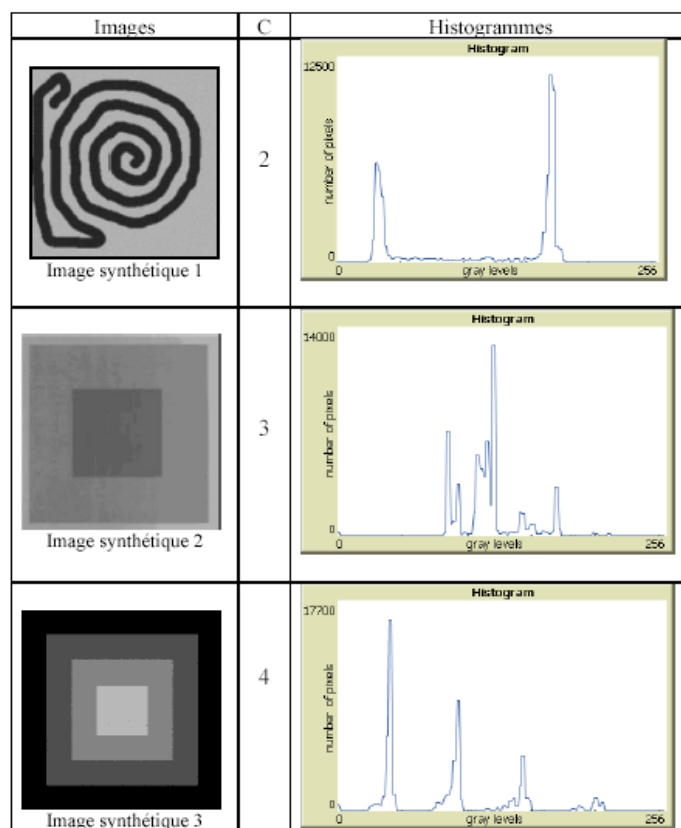 Images C Histogrammes
Histogram
12500
number of pixels
0
0 gray levels 256
2
Image synthétique 1
Histogram
14000
number of pixels
0
0 gray levels 256
3
Image synthétique 2
Histogram
17700
number of pixels
0
0 gray levels 256
4
Image synthétique 3